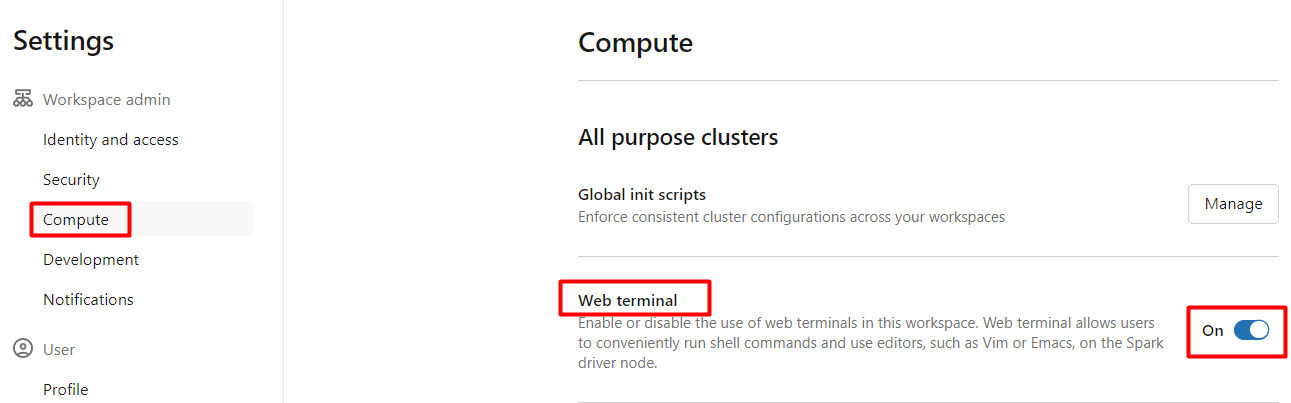 Settings
Workspace admin
Identity and access
Security
Compute
Development
Notifications
User
Profile
Compute
All purpose clusters
Global init scripts
Enforce consistent cluster configurations across your workspaces
Manage
Web terminal
Enable or disable the use of web terminals in this workspace. Web terminal allows users
to conveniently run shell commands and use editors, such as Vim or Emacs, on the Spark
driver node.
On